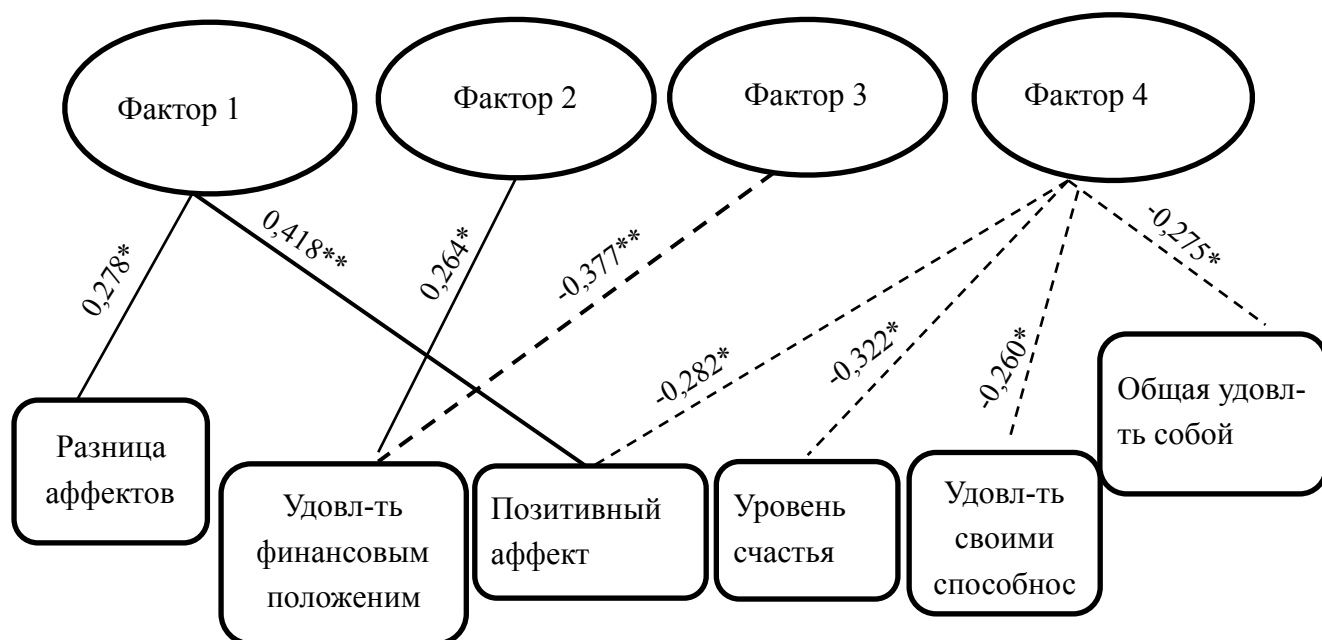 Фактор 1
Фактор 2
Фактор 3
Фактор 4
0,278*
0,418**
0,264*
-0,377**
-0,282*
-0,322*
-0,260*
-0,275*
Разница
аффектов
Удовл-ть
финансовым
положеним
Позитивный
аффект
Уровень
счастья
Удовл-ть
своими
способнос
Общая удовл-
ть собой